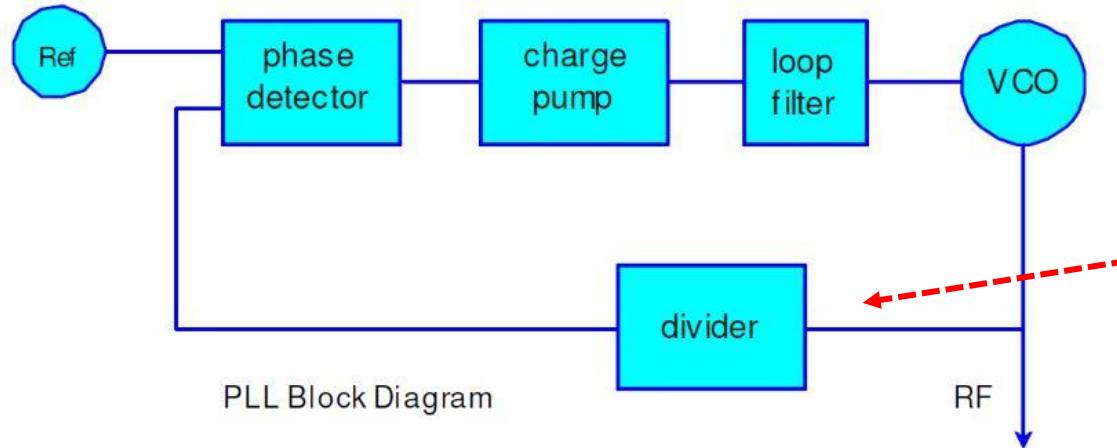 Ref
phase
detector
charge
pump
loop
filter
VCO
divider
PLL Block Diagram
RF